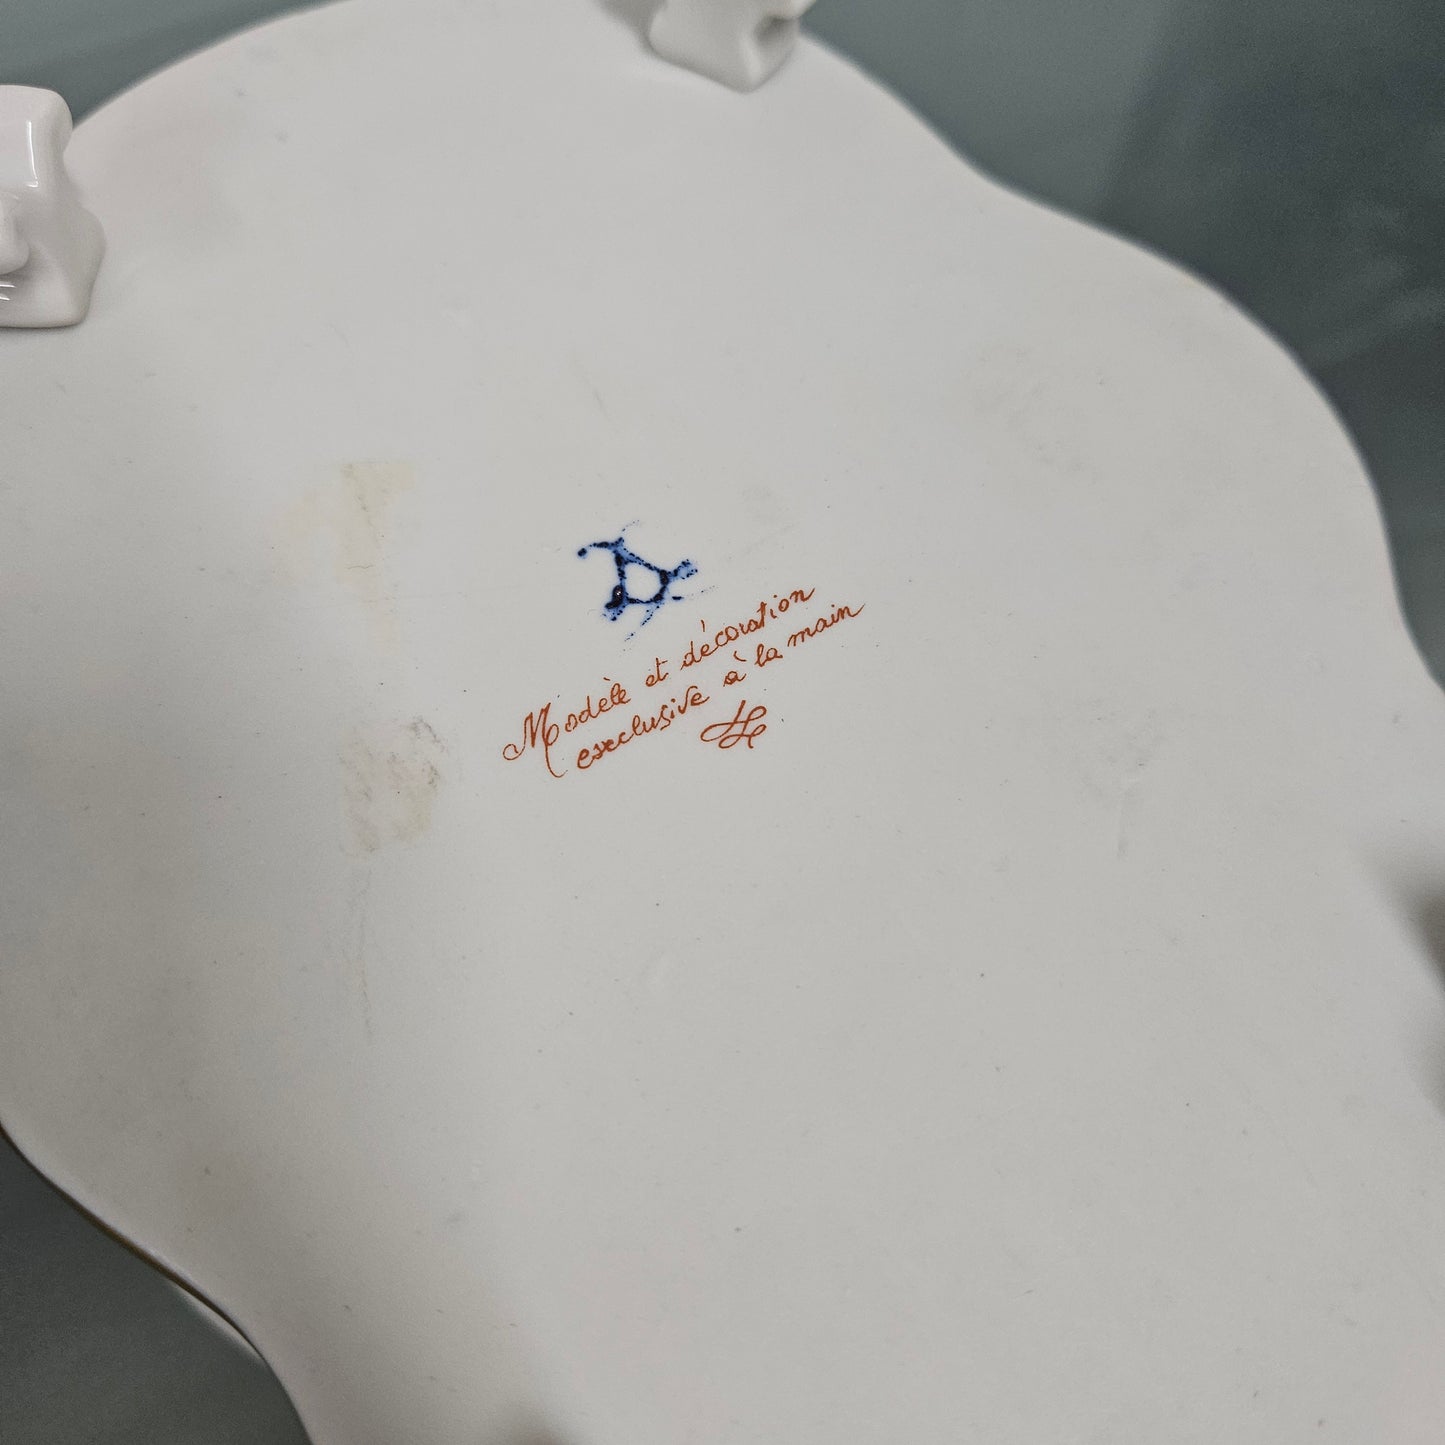 Modèle et décoration
exclusive à la main